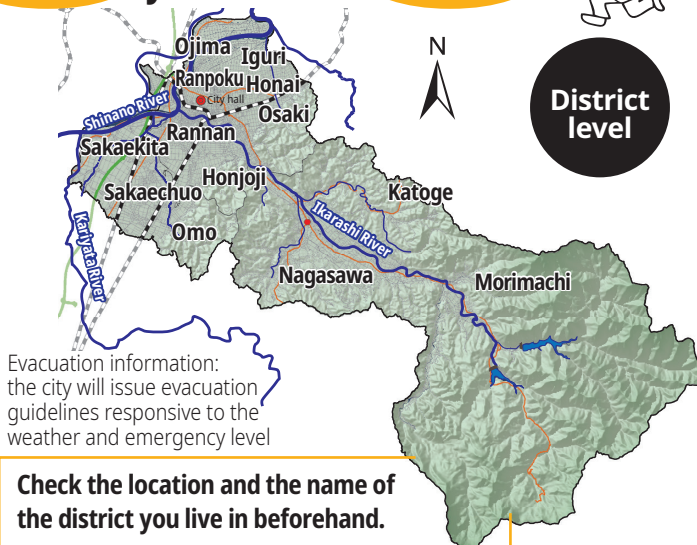 N
District
level
Ojima
Iguri
Ranpoku
Honai
City hall
Osaki
Shinano River
Rannan
Sakaekita
Honjoji
Sakaechuo
Katoge
Ikarashi River
Omo
Kariyata River
Nagasawa
Morimachi
Evacuation information:
the city will issue evacuation
guidelines responsive to the
weather and emergency level
Check the location and the name of
the district you live in beforehand.